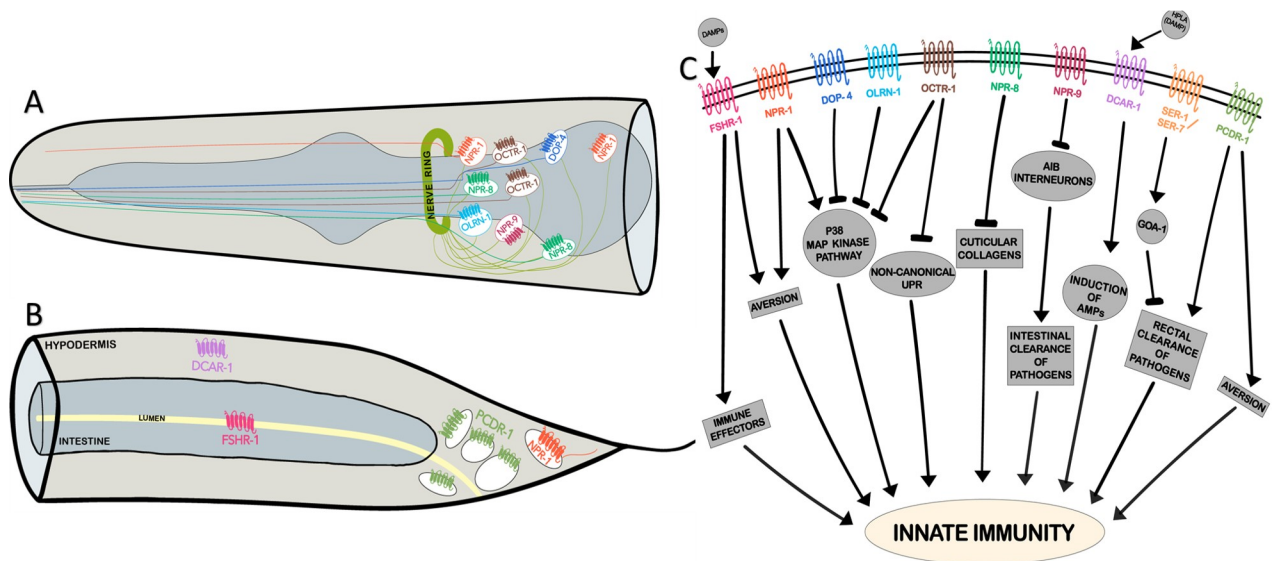 A
NERVE RING
NPR-1
OCTR-1
DOP-4
NPR-1
NPR-8
OCTR-1
OLRN-1
NPR-9
NPR-8
B
HYPODERMIS
DCAR-1
LUMEN
FSHR-1
INTESTINE
PCDR-1
NPR-1
C
DAMPs
HPLA
(DAMP)
FSHR-1
NPR-1
DOP-4
OLRN-1
OCTR-1
NPR-8
NPR-9
DCAR-1
SER-1
SER-7
PCDR-1
AIB
INTERNEURONS
P38
MAP KINASE
PATHWAY
CUTICULAR
COLLAGENS
GOA-1
NON-CANONICAL
UPR
INDUCTION
OF
AMPs
AVERSION
INTESTINAL
CLEARANCE
OF
PATHOGENS
RECTAL
CLEARANCE
OF
PATHOGENS
AVERSION
IMMUNE
EFFECTORS
INNATE IMMUNITY